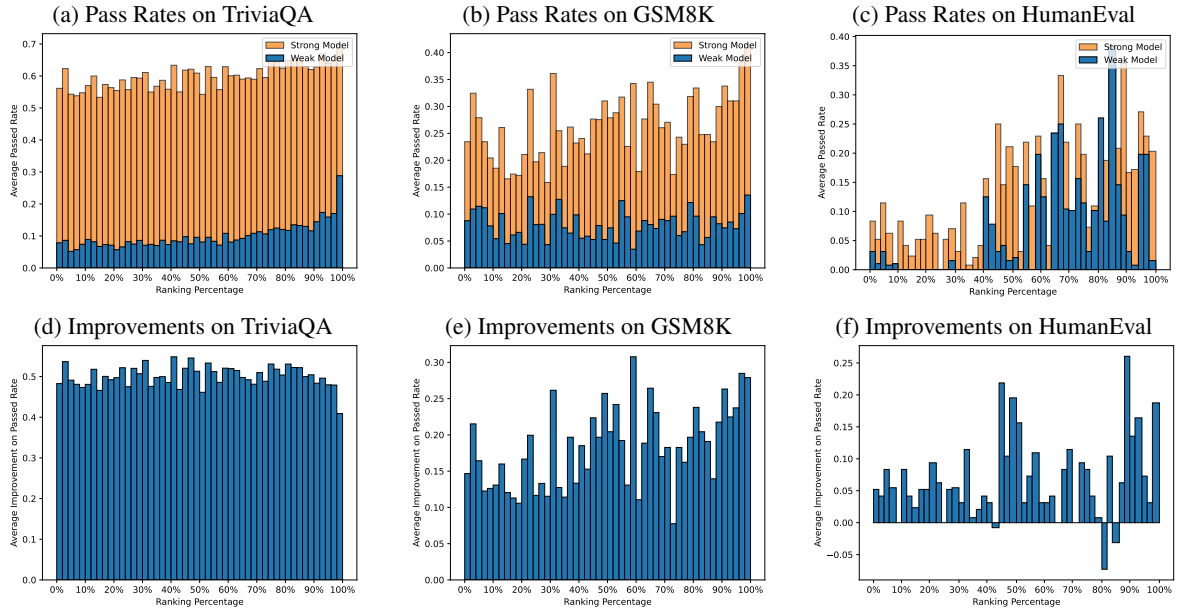 (a) Pass Rates on TriviaQA
Average Passed Rate
0.7
0.6
0.5
0.4
0.3
0.2
0.1
0.0
Strong Model
Weak Model
0% 10% 20% 30% 40% 50% 60% 70% 80% 90% 100%
Ranking Percentage
(b) Pass Rates on GSM8K
Average Passed Rate
0.40
0.35
0.30
0.25
0.20
0.15
0.10
0.05
0.00
Strong Model
Weak Model
0% 10% 20% 30% 40% 50% 60% 70% 80% 90% 100%
Ranking Percentage
(c) Pass Rates on HumanEval
Average Passed Rate
0.40
0.35
0.30
0.25
0.20
0.15
0.10
0.05
0.00
Strong Model
Weak Model
0% 10% 20% 30% 40% 50% 60% 70% 80% 90% 100%
Ranking Percentage
(d) Improvements on TriviaQA
Average Improvement on Passed Rate
0.5
0.4
0.3
0.2
0.1
0.0
0% 10% 20% 30% 40% 50% 60% 70% 80% 90% 100%
Ranking Percentage
(e) Improvements on GSM8K
Average Improvement on Passed Rate
0.30
0.25
0.20
0.15
0.10
0.05
0.00
0% 10% 20% 30% 40% 50% 60% 70% 80% 90% 100%
Ranking Percentage
(f) Improvements on HumanEval
Average Improvement on Passed Rate
0.25
0.20
0.15
0.10
0.05
0.00
−0.05
0% 10% 20% 30% 40% 50% 60% 70% 80% 90% 100%
Ranking Percentage